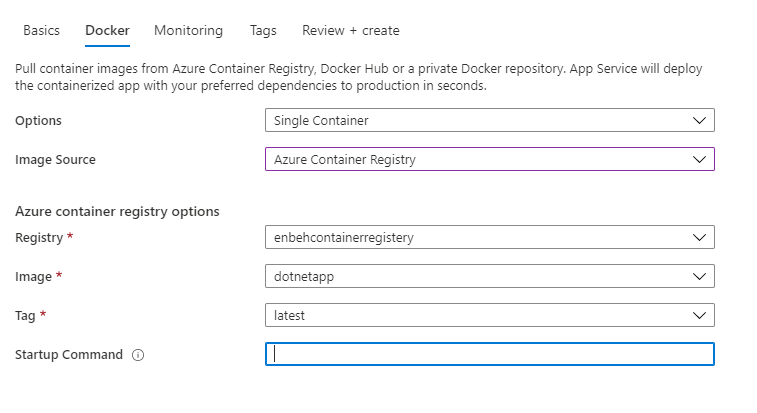 Basics Docker Monitoring Tags Review + create
Pull container images from Azure Container Registry, Docker Hub or a private Docker repository. App Service will deploy
the containerized app with your preferred dependencies to production in seconds.
Options Single Container
Image Source Azure Container Registry
Azure container registry options
Registry * enbehcontainerregistery
Image * dotnetapp
Tag * latest
Startup Command